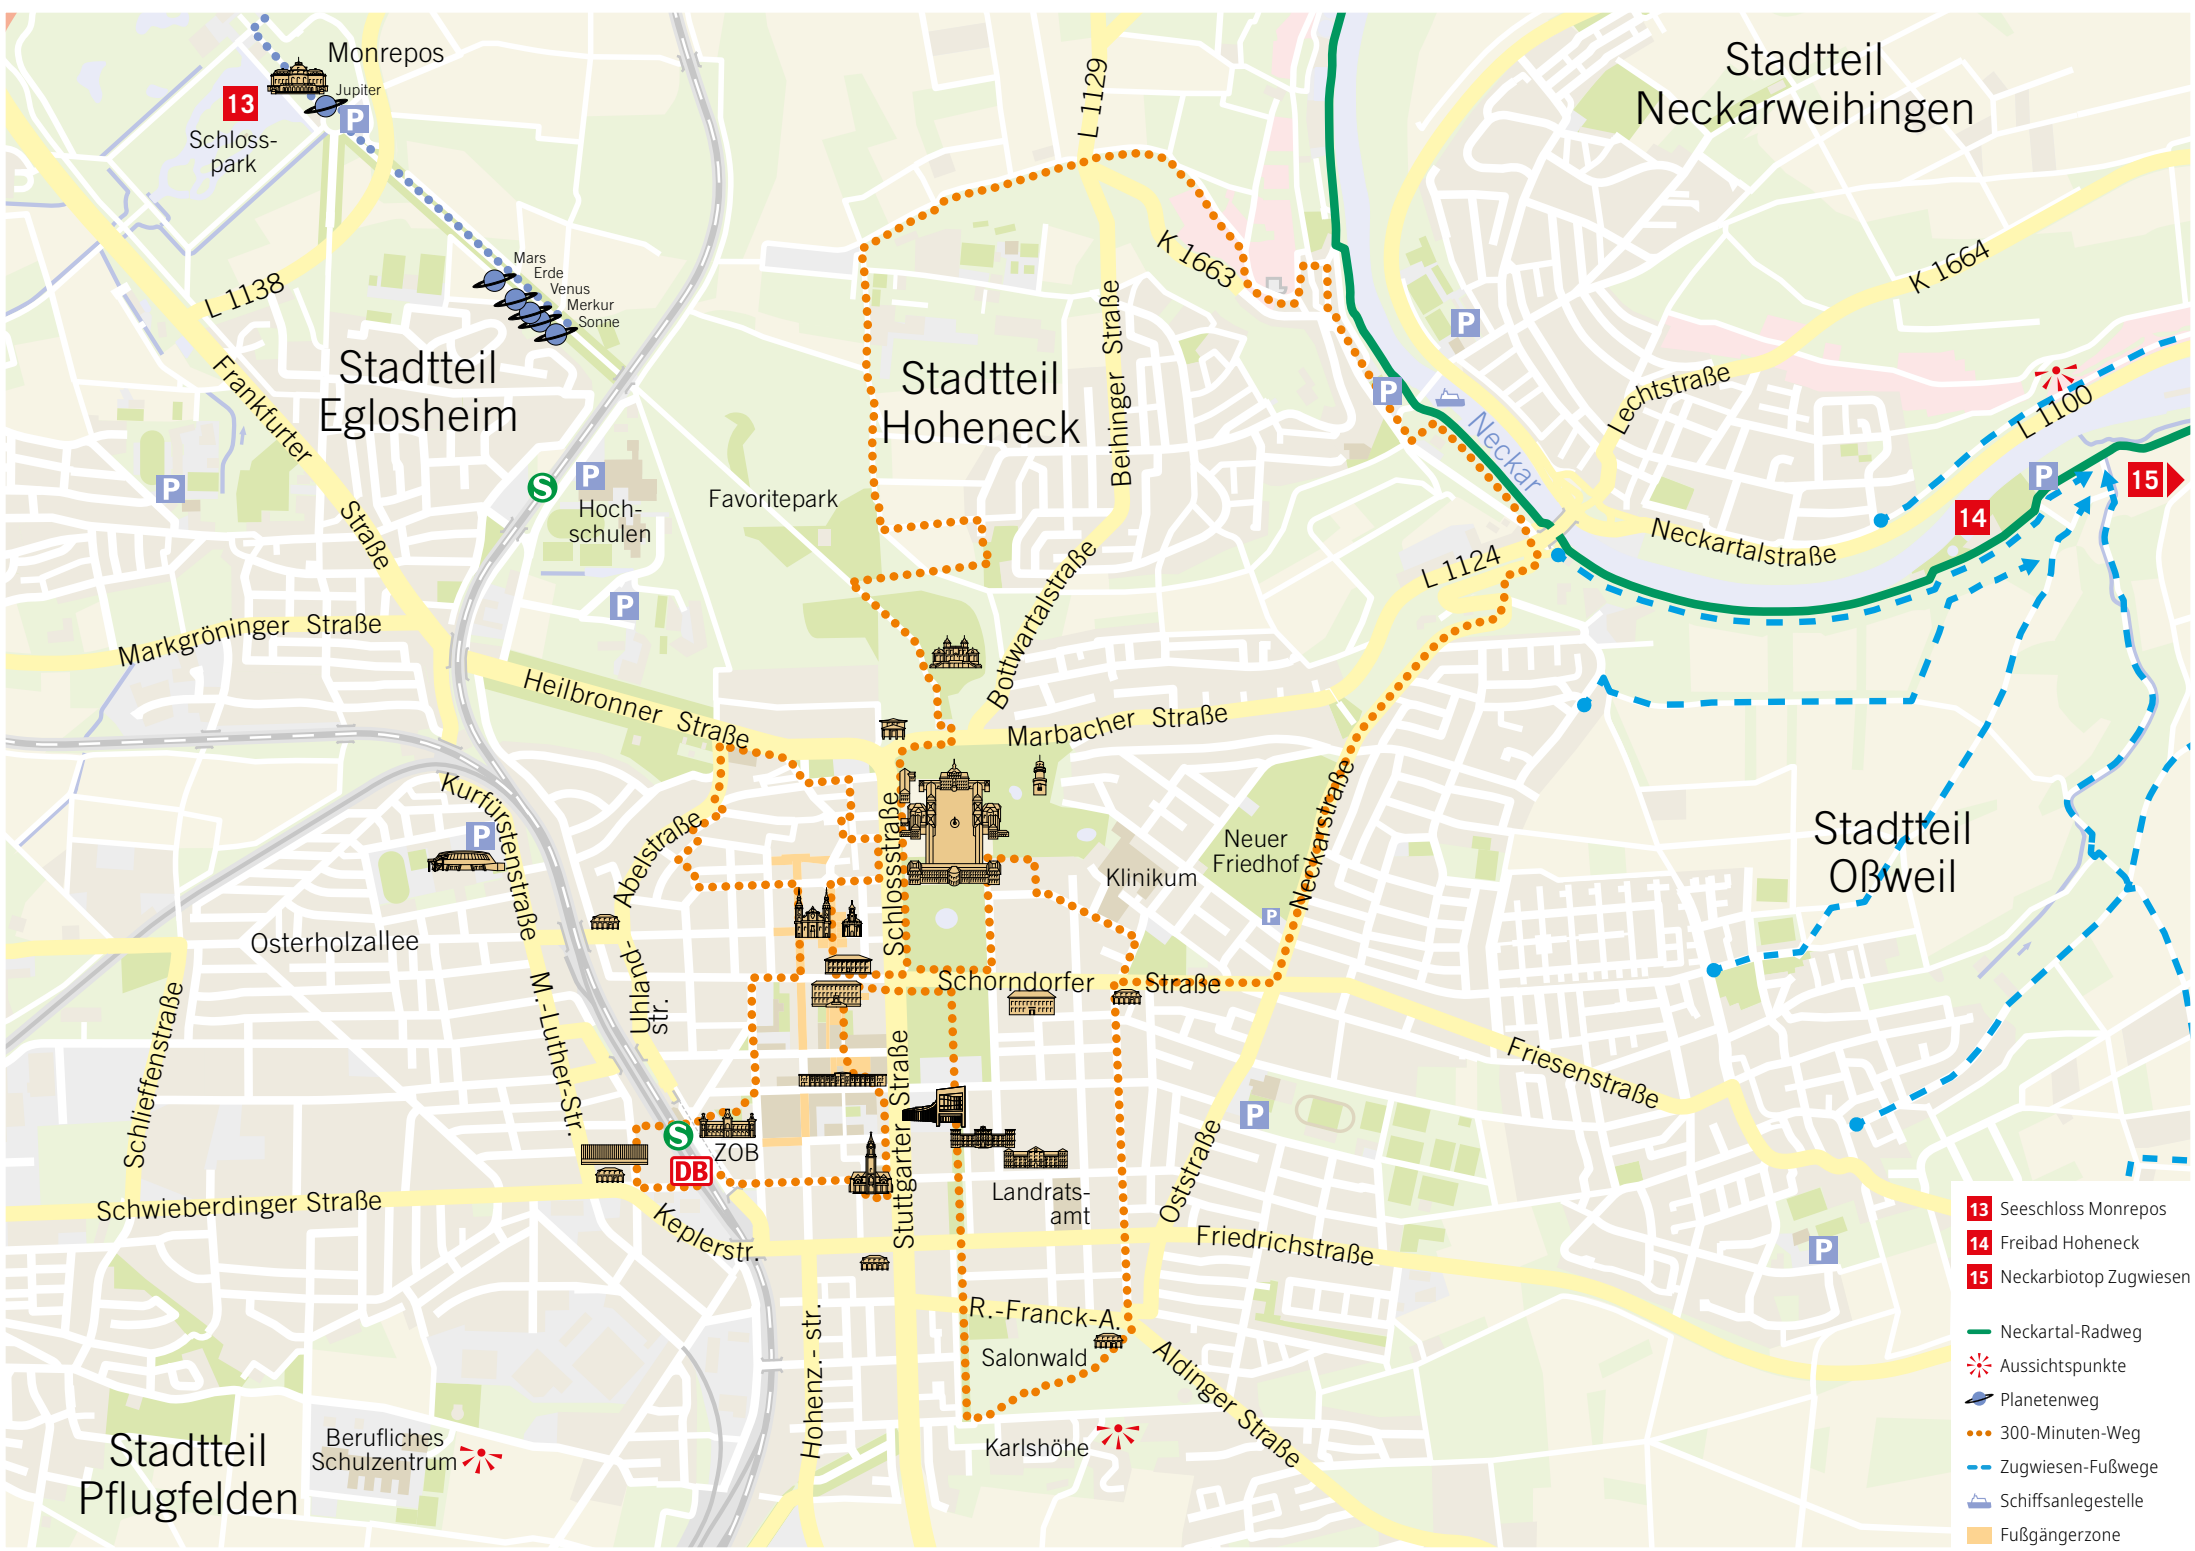 Monrepos
Jupiter
13
P
Schloss-
park
L 1129
Stadtteil
Neckarweihingen
Mars
Erde
Venus
Merkur
Sonne
L 1138
K 1663
K 1664
Stadtteil
Eglosheim
Frankfurter
Straße
Stadtteil
Hoheneck
Beihinger Straße
P
P
Lechtstraße
L 1100
Neckar
P
S
P
Hoch-
schulen
Favoritepark
P
14
15
Neckartalstraße
L 1124
P
Markgröninger Straße
Bottwartalstraße
Heilbronner Straße
Marbacher Straße
Kurfürstenstraße
P
Abelstraße
Schlossstraße
Klinikum
Neuer
Friedhof
Neckarstraße
P
Stadtteil
Oßweil
Osterholzallee
Uhland-
str.
Schorndorfer Straße
Schlieffenstraße
M.-Luther-Str.
Stuttgarter Straße
Friesenstraße
P
S
DB
ZOB
Landrats-
amt
Oststraße
Schwieberdinger Straße
Keplerstr.
Friedrichstraße
P
Hohenz.- str.
R.-Franck-A.
Salonwald
Aldinger Straße
Karlshöhe
Berufliches
Schulzentrum
Stadtteil
Pflugfelden
13 Seeschloss Monrepos
14 Freibad Hoheneck
15 Neckarbiotop Zugwiesen
Neckartal-Radweg
Aussichtspunkte
Planetenweg
300-Minuten-Weg
Zugwiesen-Fußwege
Schiffsanlegestelle
Fußgängerzone